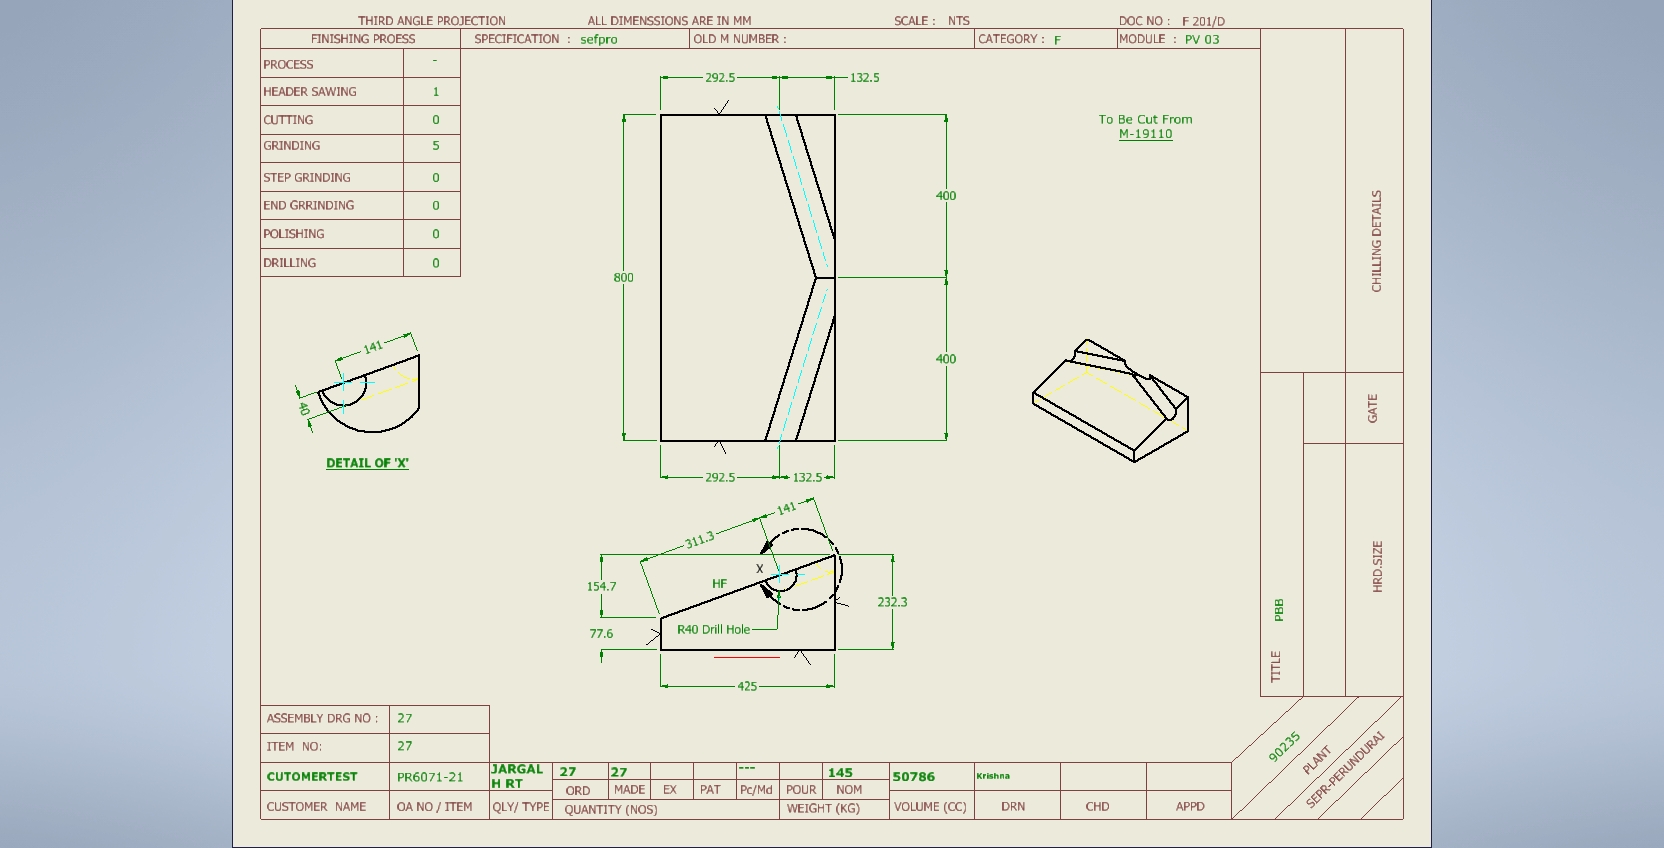 THIRD ANGLE PROJECTION ALL DIMENSSIONS ARE IN MM SCALE : NTS DOC NO : F 201/D
FINISHING PROESS SPECIFICATION : sefpro OLD M NUMBER : CATEGORY : F MODULE : PV 03
PROCESS -
HEADER SAWING 1
CUTTING 0
GRINDING 5
STEP GRINDING 0
END GRRINDING 0
POLISHING 0
DRILLING 0
292.5 132.5
To Be Cut From
M-19110
400
800
400
292.5 132.5
141
40
DETAIL OF 'X'
141
311.3
X
HF
154.7
232.3
R40 Drill Hole
77.6
425
CHILLING DETAILS
GATE
HRD.SIZE
TITLE PBB
ASSEMBLY DRG NO : 27
ITEM NO: 27
CUTOMERTEST PR6071-21 JARGAL
H RT
27 27 --- 145 50786 Krishna
ORD MADE EX PAT Pc/Md POUR NOM
CUSTOMER NAME OA NO / ITEM QLY/ TYPE QUANTITY (NOS) WEIGHT (KG) VOLUME (CC) DRN CHD APPD
90235
PLANT
SEPR-PERUNDURAI